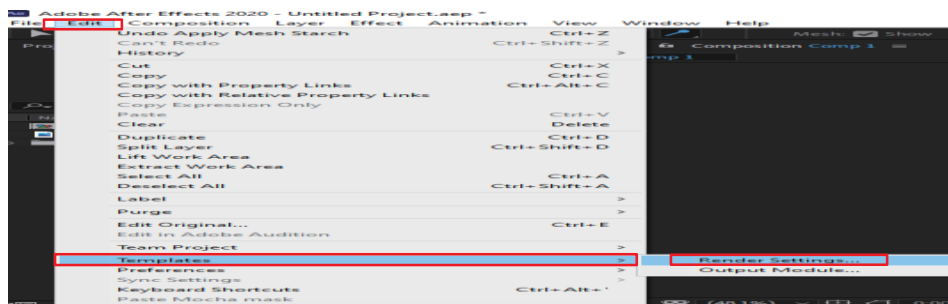 Ae Adobe After Effects 2020 - Untitled Project.aep *
File Edit Composition Layer Effect Animation View Window Help
Undo Apply Mesh Starch Ctrl+Z
Mesh: Show
Can't Redo Ctrl+Shift+Z
Pro
Composition Comp 1
History >
omp 1
Cut Ctrl+X
Copy Ctrl+C
Copy with Property Links Ctrl+Alt+C
Copy with Relative Property Links
Copy Expression Only
Paste Ctrl+V
Clear Delete
Duplicate Ctrl+D
Split Layer Ctrl+Shift+D
Lift Work Area
Extract Work Area
Select All Ctrl+A
Deselect All Ctrl+Shift+A
Label >
Purge >
Edit Original... Ctrl+E
Edit in Adobe Audition
Team Project >
Templates > Render Settings...
Preferences > Output Module...
Sync Settings >
Keyboard Shortcuts Ctrl+Alt+'
Paste Mocha mask